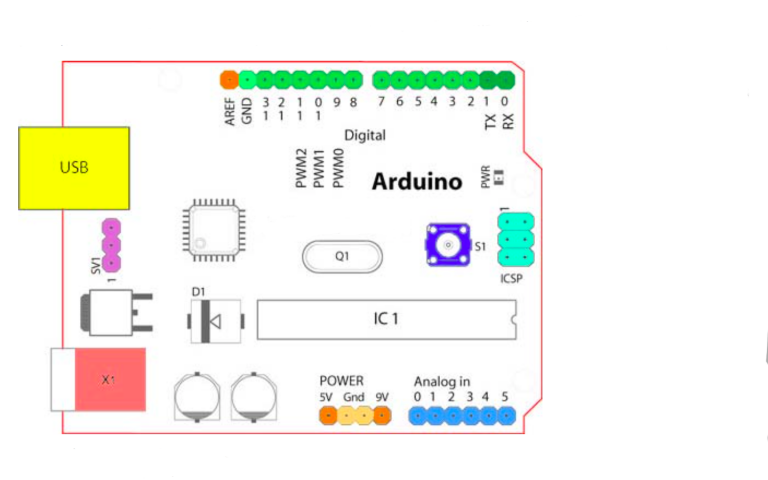 AREF GND 13 12 11 10 9 8 7 6 5 4 3 2 1 0
TX RX
Digital
USB
PWM2 PWM1 PWM0
Arduino
PWR
1
S1
Q1
SV1
1
ICSP
D1
IC 1
X1
POWER
5V Gnd 9V
Analog in
0 1 2 3 4 5